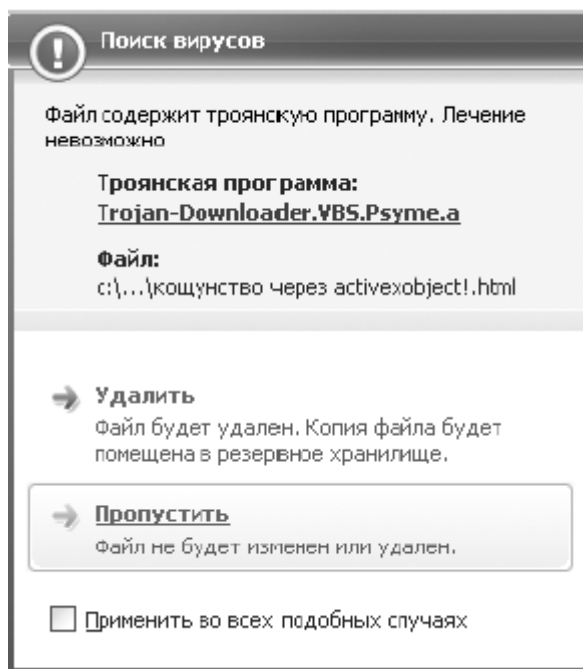 Поиск вирусов
Файл содержит троянскую программу. Лечение
невозможно
Троянская программа:
Trojan-Downloader.VBS.Psyme.a
Файл:
c:\...\кощунство через activexobject!.html
Удалить
Файл будет удален. Копия файла будет
помещена в резервное хранилище.
Пропустить
Файл не будет изменен или удален.
Применить во всех подобных случаях